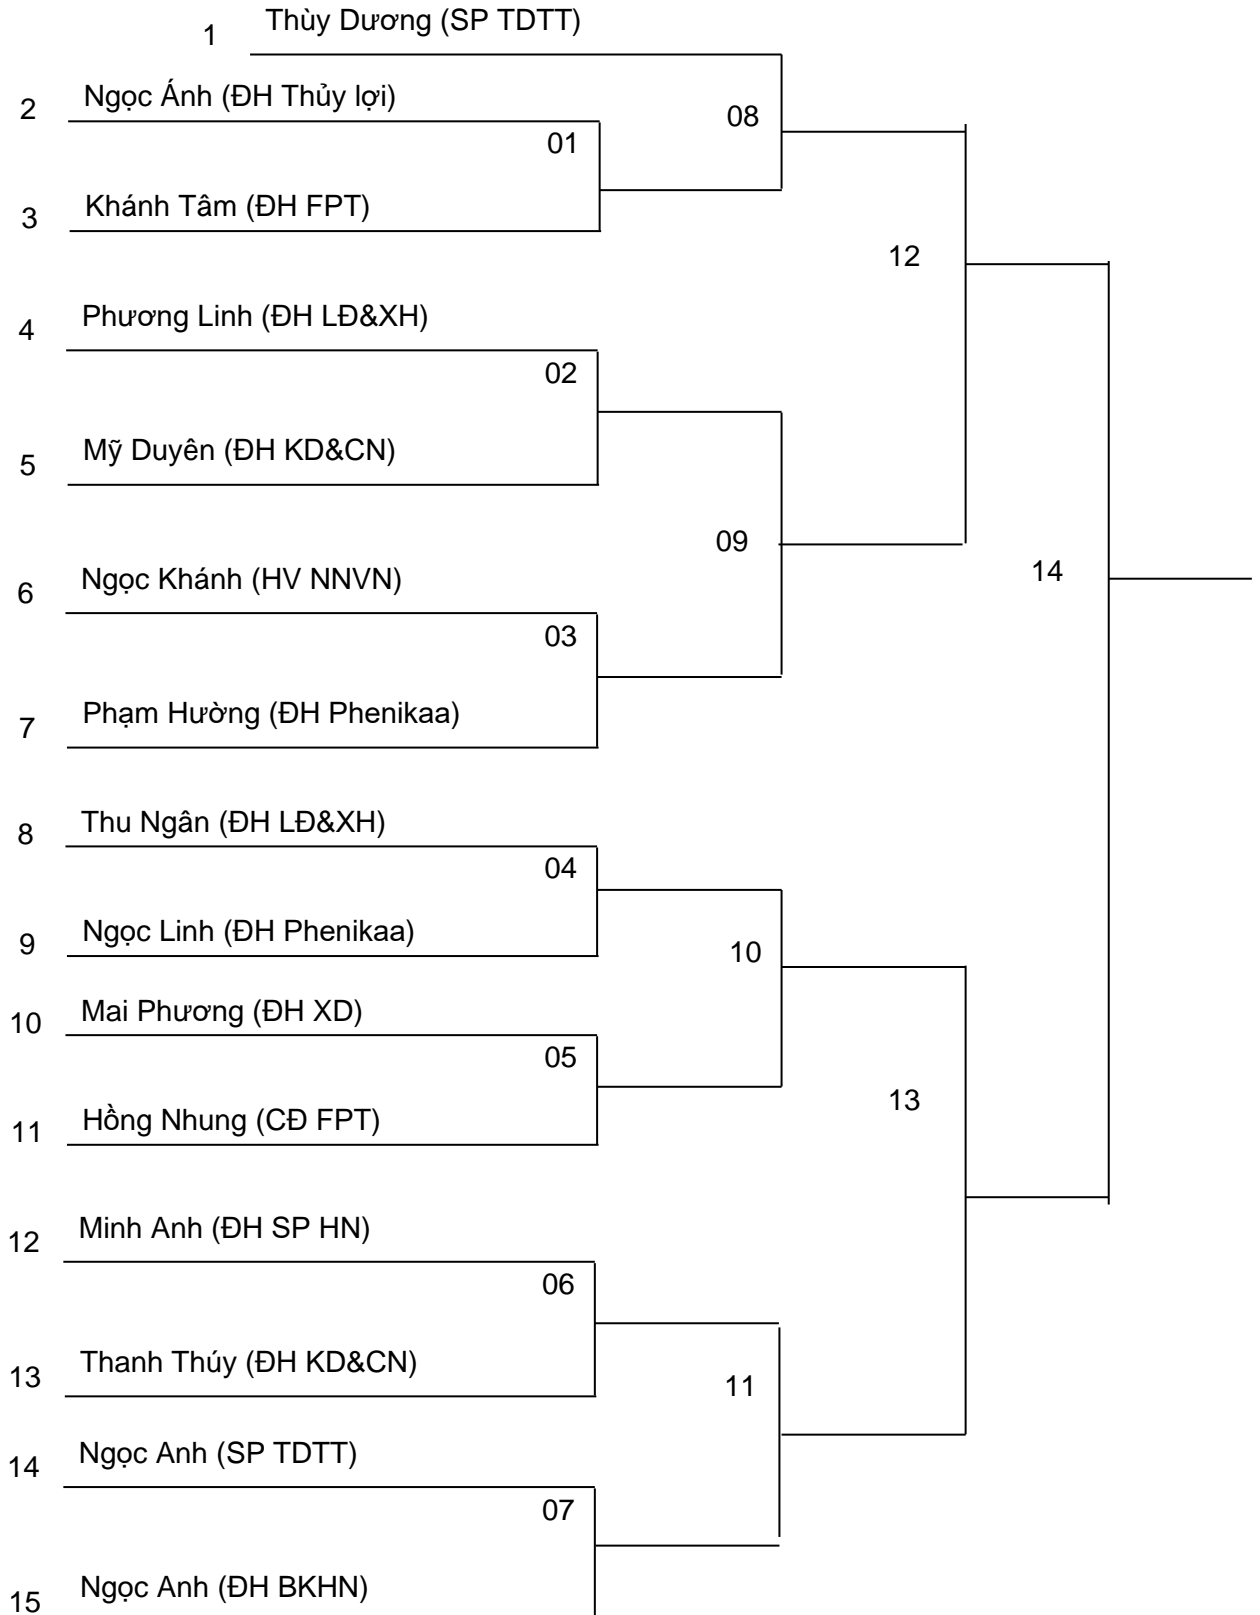 1 Thùy Dương (SP TDTT)
2 Ngọc Ánh (ĐH Thủy lợi)
08
01
3 Khánh Tâm (ĐH FPT)
12
4 Phương Linh (ĐH LĐ&XH)
02
5 Mỹ Duyên (ĐH KD&CN)
09
14
6 Ngọc Khánh (HV NNVN)
03
7 Phạm Hường (ĐH Phenikaa)
8 Thu Ngân (ĐH LĐ&XH)
04
9 Ngọc Linh (ĐH Phenikaa)
10
10 Mai Phương (ĐH XD)
05
13
11 Hồng Nhung (CĐ FPT)
12 Minh Anh (ĐH SP HN)
06
13 Thanh Thúy (ĐH KD&CN)
11
14 Ngọc Anh (SP TDTT)
07
15 Ngọc Anh (ĐH BKHN)